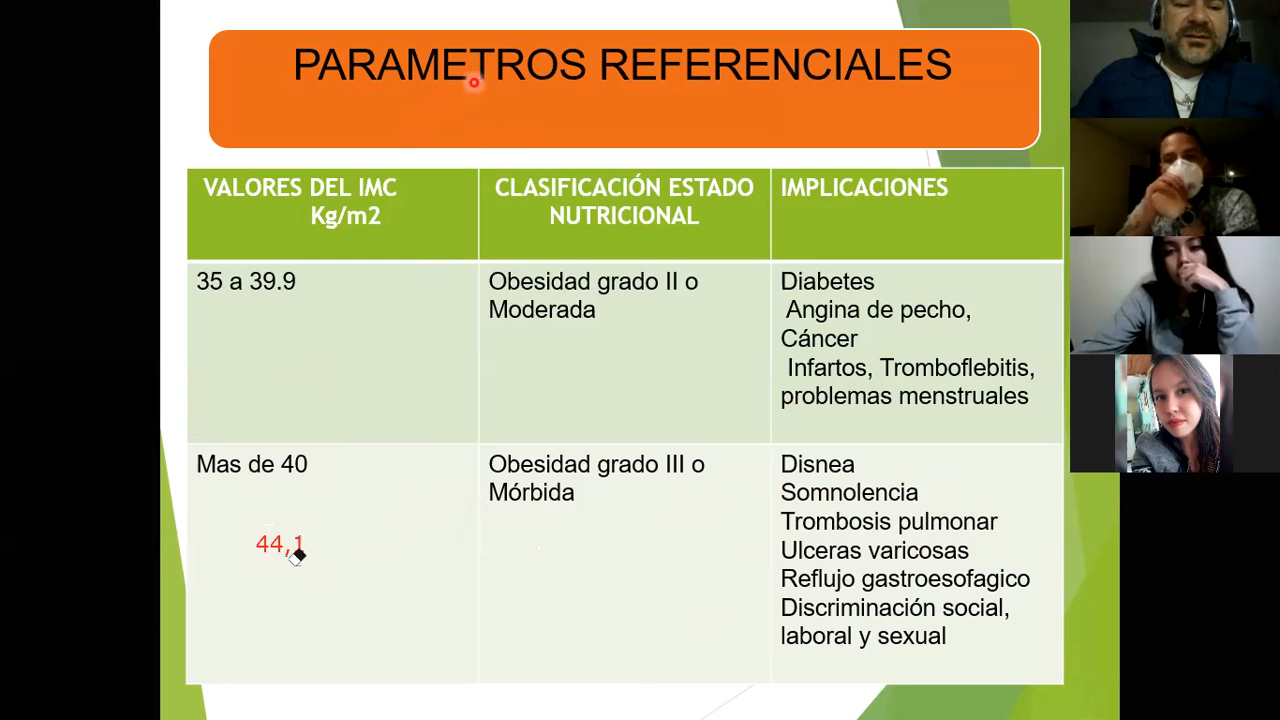 PARAMETROS REFERENCIALES
VALORES DEL IMC
Kg/m2
CLASIFICACIÓN ESTADO
NUTRICIONAL
IMPLICACIONES
35 a 39.9
Obesidad grado II o
Moderada
Diabetes
Angina de pecho,
Cáncer
Infartos, Tromboflebitis,
problemas menstruales
Mas de 40
44,1
Obesidad grado III o
Mórbida
Disnea
Somnolencia
Trombosis pulmonar
Ulceras varicosas
Reflujo gastroesofagico
Discriminación social,
laboral y sexual